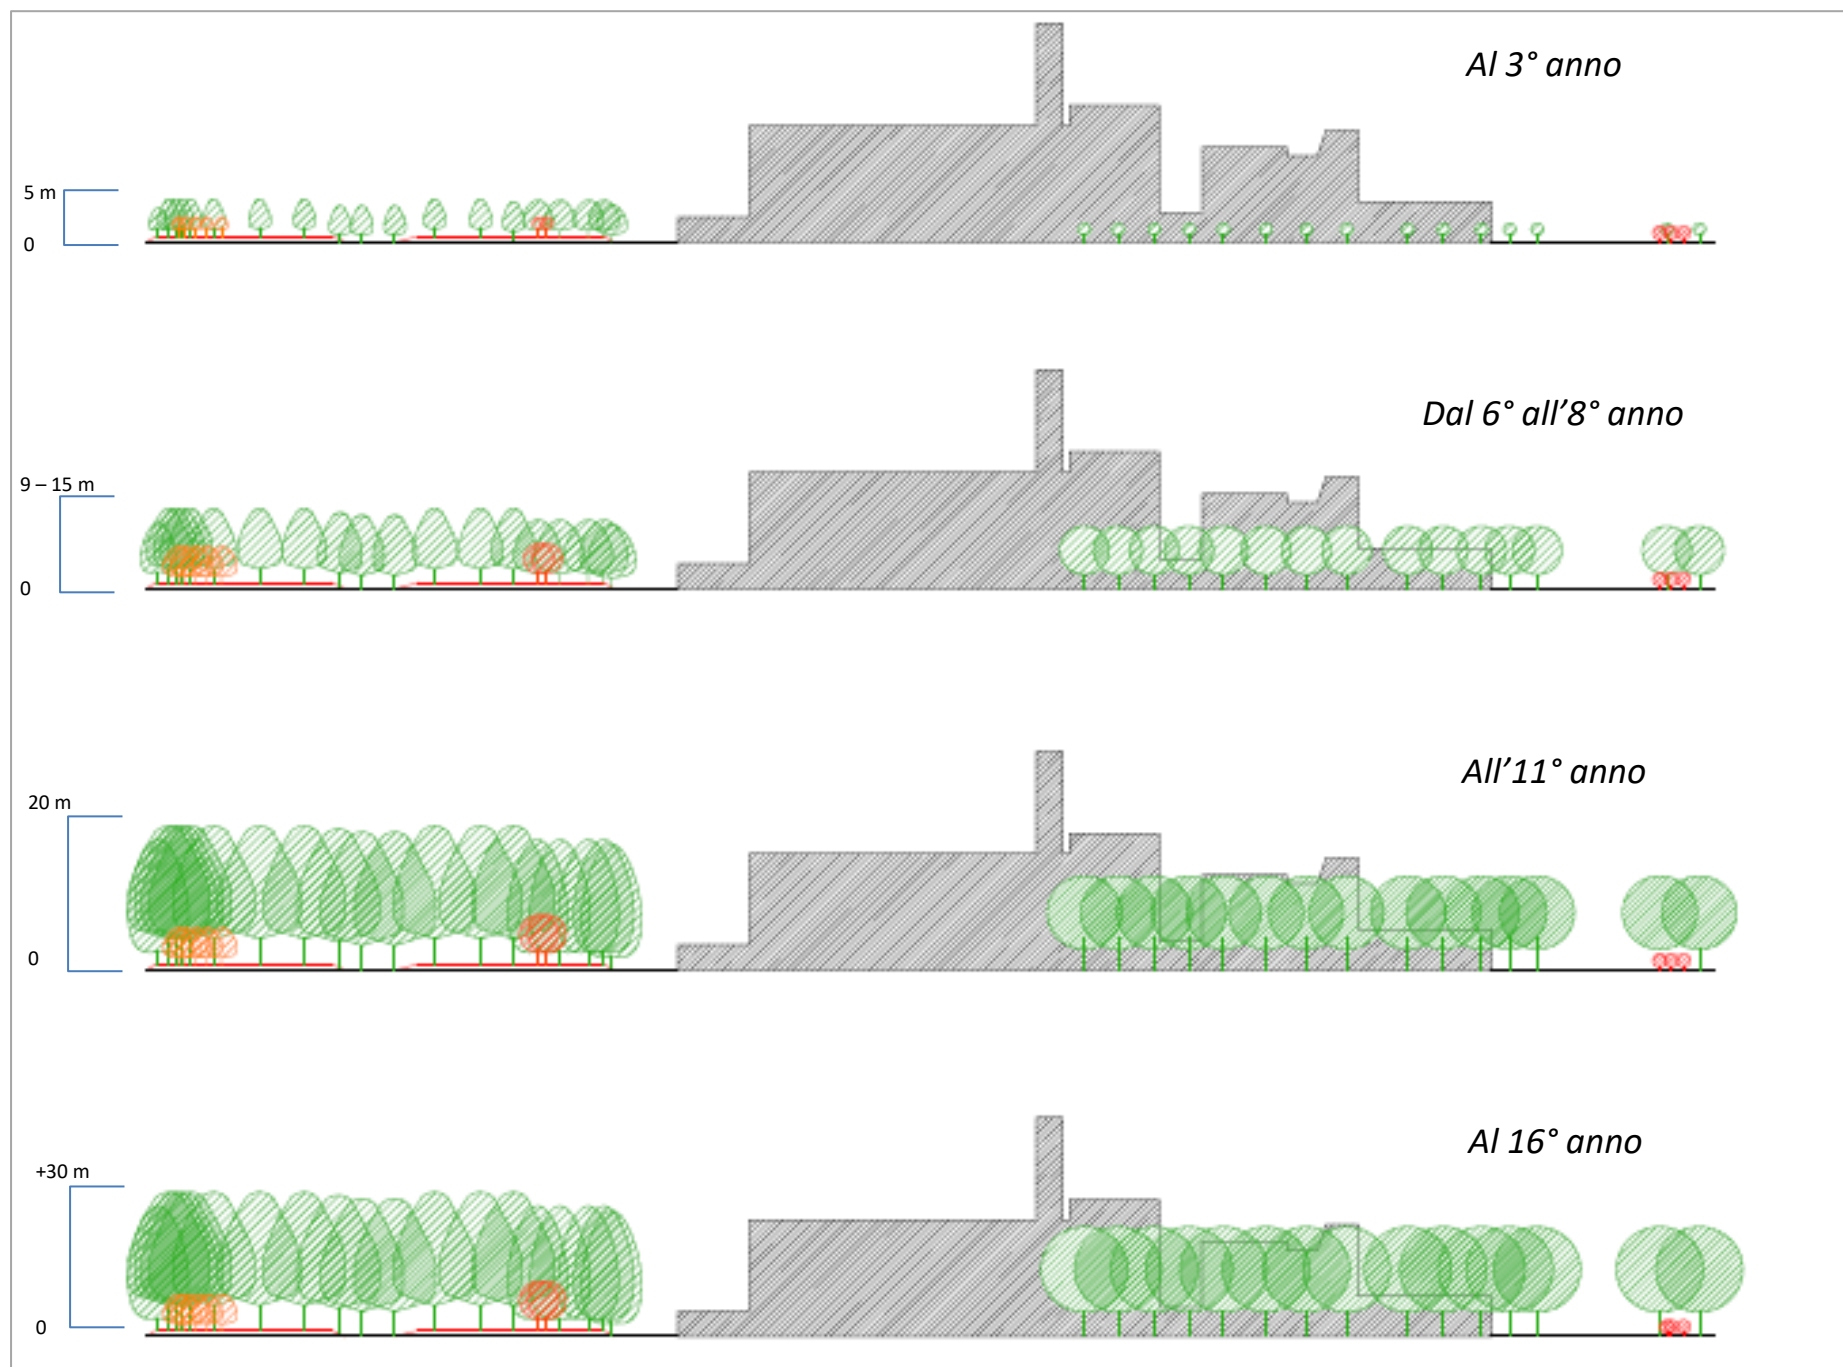 Al 3° anno
5 m
0
Dal 6° all’8° anno
9 – 15 m
0
All’11° anno
20 m
0
Al 16° anno
+30 m
0